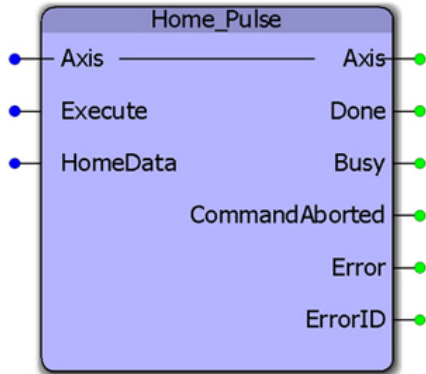 Home_Pulse
Axis Axis
Execute Done
HomeData Busy
CommandAborted
Error
ErrorID